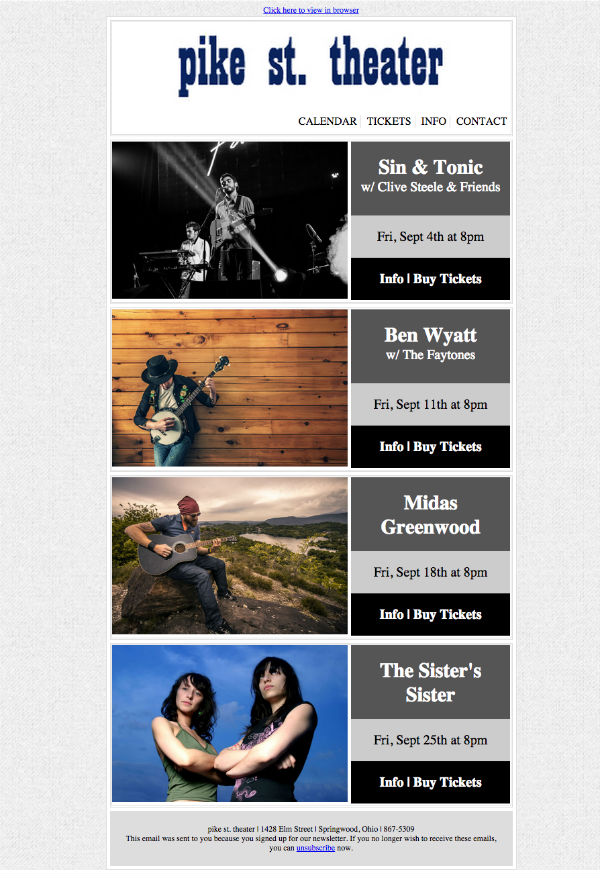 Click here to view in browser
pike st. theater
CALENDAR | TICKETS | INFO | CONTACT
Sin & Tonic
w/ Clive Steele & Friends
Fri, Sept 4th at 8pm
Info | Buy Tickets
Ben Wyatt
w/ The Faytones
Fri, Sept 11th at 8pm
Info | Buy Tickets
Midas
Greenwood
Fri, Sept 18th at 8pm
Info | Buy Tickets
The Sister's
Sister
Fri, Sept 25th at 8pm
Info | Buy Tickets
pike st. theater | 1428 Elm Street | Springwood, Ohio | 867-5309
This email was sent to you because you signed up for our newsletter. If you no longer wish to receive these emails,
you can unsubscribe now.